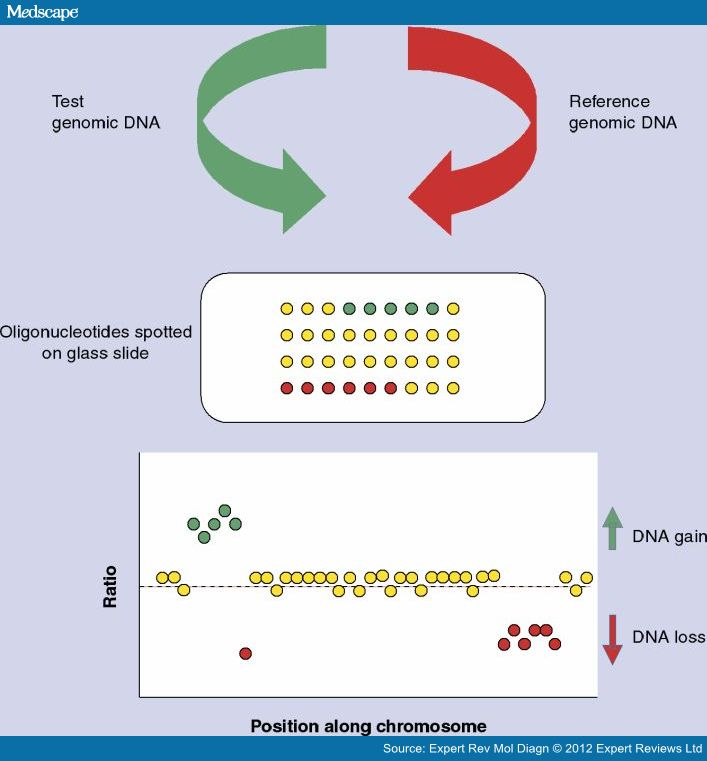 Medscape
Test
genomic DNA
Reference
genomic DNA
Oligonucleotides spotted
on glass slide
Ratio
DNA gain
DNA loss
Position along chromosome
Source: Expert Rev Mol Diagn © 2012 Expert Reviews Ltd